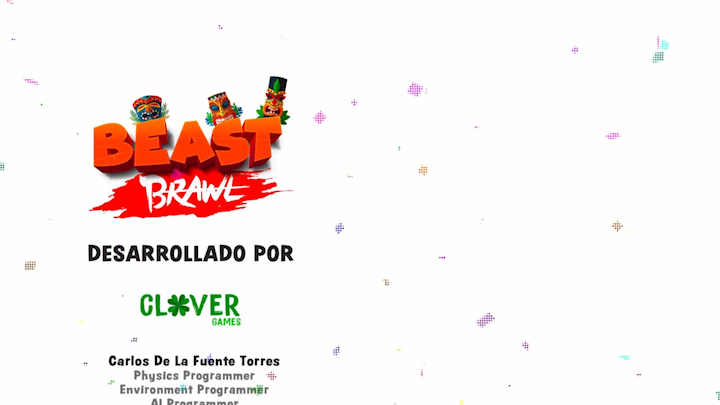 BEAST
BRAWL
DESARROLLADO POR
CLOVER
GAMES
Carlos De La Fuente Torres
Physics Programmer
Environment Programmer
AI Programmer